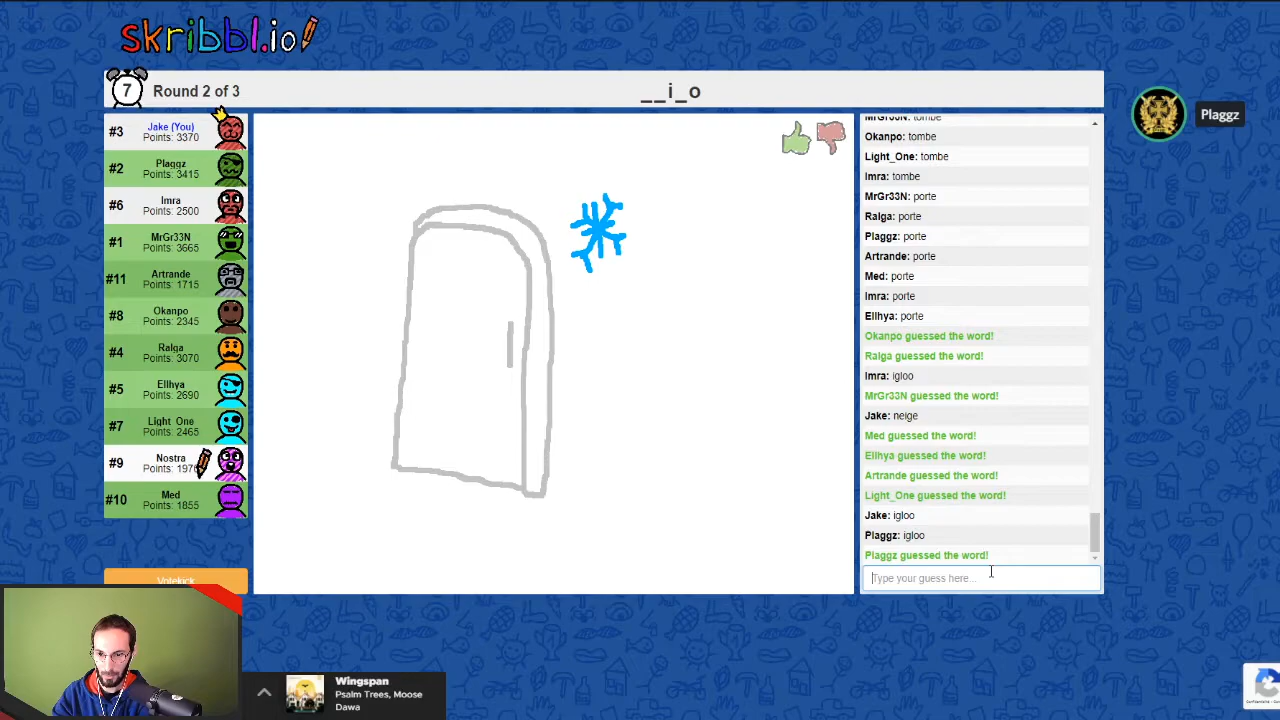 skribbl.io
7
Round 2 of 3
__i_o
Plaggz
#3 Jake (You)
Points: 3370
#2 Plaggz
Points: 3415
#6 Imra
Points: 2500
#1 MrGr33N
Points: 3665
#11 Artrande
Points: 1715
#8 Okanpo
Points: 2345
#4 Ralga
Points: 3070
#5 Ellhya
Points: 2690
#7 Light_One
Points: 2465
#9 Nostra
Points: 197
#10 Med
Points: 1855
Votekick
MrGr33N: tombe
Okanpo: tombe
Light_One: tombe
Imra: tombe
MrGr33N: porte
Ralga: porte
Plaggz: porte
Artrande: porte
Med: porte
Imra: porte
Ellhya: porte
Okanpo guessed the word!
Ralga guessed the word!
Imra: igloo
MrGr33N guessed the word!
Jake: neige
Med guessed the word!
Ellhya guessed the word!
Artrande guessed the word!
Light_One guessed the word!
Jake: igloo
Plaggz: igloo
Plaggz guessed the word!
Type your guess here...
Wingspan
Psalm Trees, Moose
Dawa